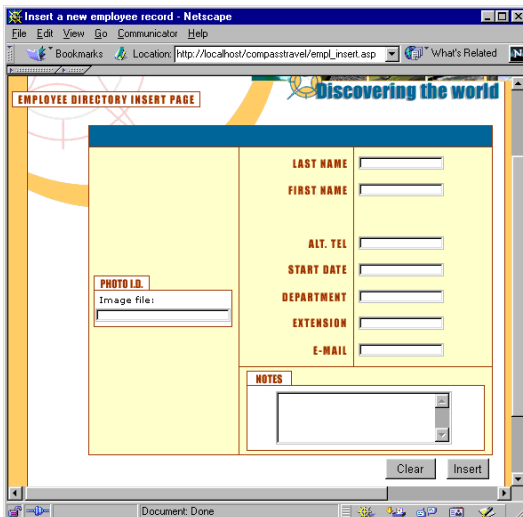 Insert a new employee record - Netscape
File Edit View Go Communicator Help
Bookmarks Location: http://localhost/compasstravel/empl_insert.asp What's Related N
Discovering the world
EMPLOYEE DIRECTORY INSERT PAGE
LAST NAME
FIRST NAME
ALT. TEL
START DATE
PHOTO I.D.
Image file:
DEPARTMENT
EXTENSION
E-MAIL
NOTES
Clear Insert
Document: Done